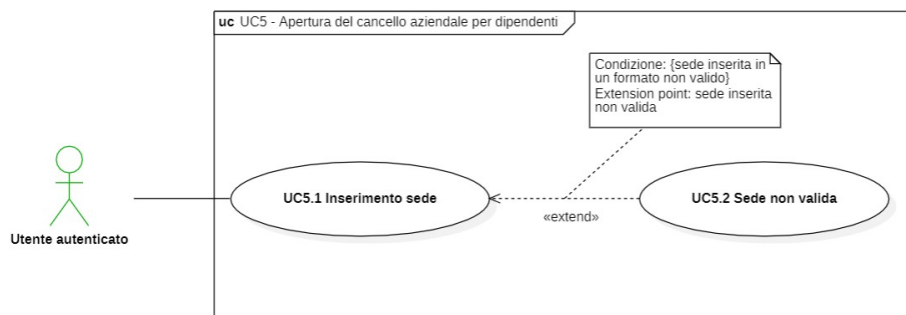 uc UC5 - Apertura del cancello aziendale per dipendenti
Condizione: {sede inserita in
un formato non valido}
Extension point: sede inserita
non valida
UC5.1 Inserimento sede
UC5.2 Sede non valida
«extend»
Utente autenticato